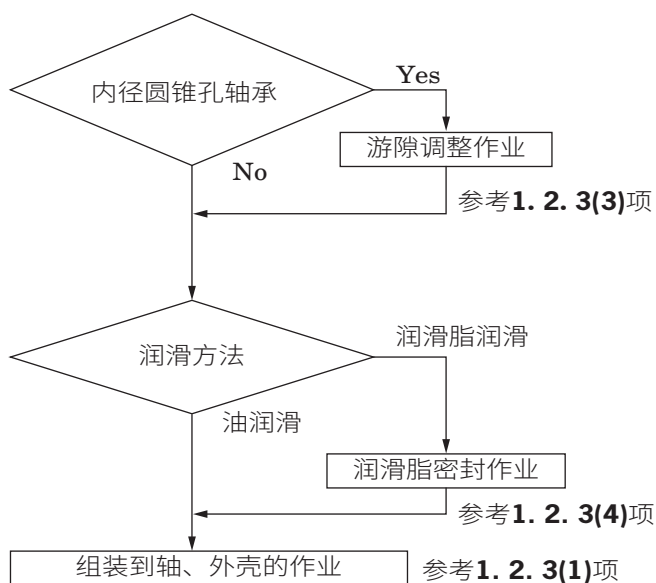 内径圆锥孔轴承
Yes
游隙调整作业
No
参考1. 2. 3(3)项
润滑方法
润滑脂润滑
油润滑
润滑脂密封作业
参考1. 2. 3(4)项
组装到轴、外壳的作业
参考1. 2. 3(1)项